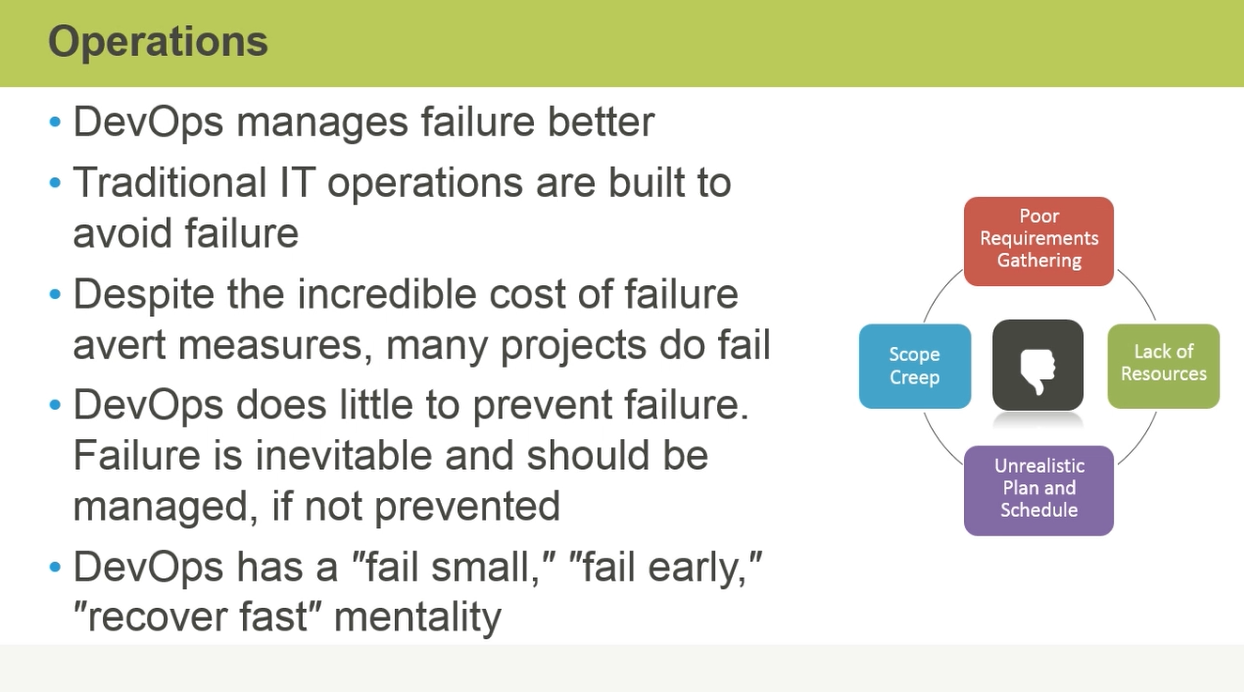 Operations
• DevOps manages failure better
• Traditional IT operations are built to
avoid failure
• Despite the incredible cost of failure
avert measures, many projects do fail
• DevOps does little to prevent failure.
Failure is inevitable and should be
managed, if not prevented
• DevOps has a "fail small," "fail early,"
"recover fast" mentality
Poor
Requirements
Gathering
Scope
Creep
Lack of
Resources
Unrealistic
Plan and
Schedule